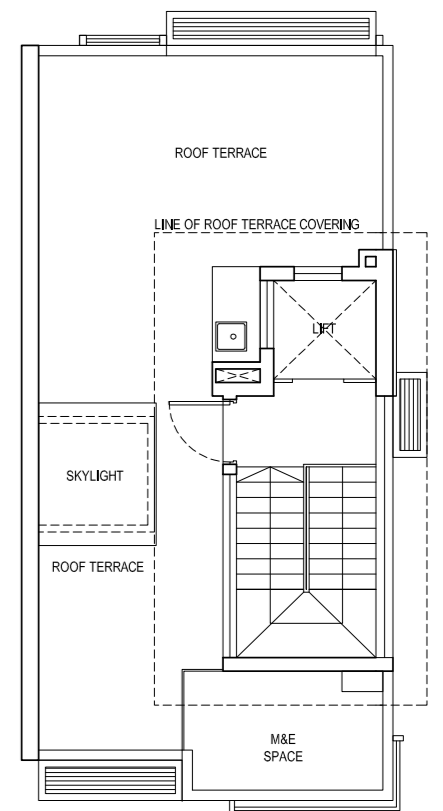 ROOF TERRACE
LINE OF ROOF TERRACE COVERING
LIFT
SKYLIGHT
ROOF TERRACE
M&E
SPACE